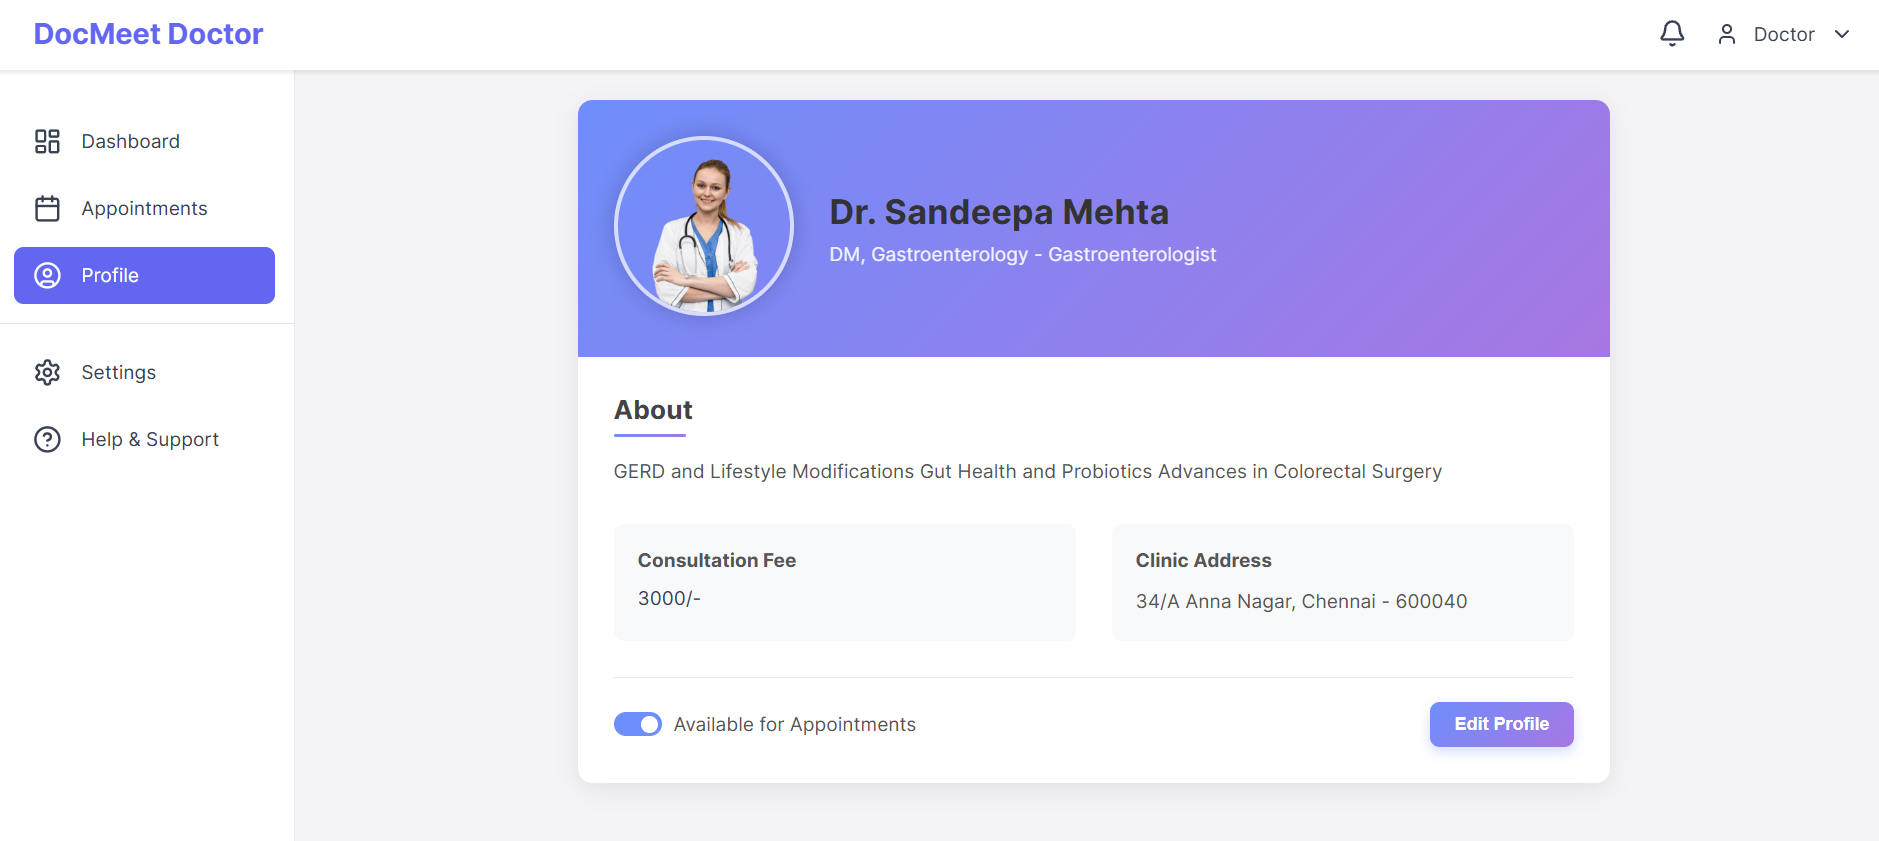 DocMeet Doctor
Doctor
Dashboard
Appointments
Profile
Settings
Help & Support
Dr. Sandeepa Mehta
DM, Gastroenterology - Gastroenterologist
About
GERD and Lifestyle Modifications Gut Health and Probiotics Advances in Colorectal Surgery
Consultation Fee
3000/-
Clinic Address
34/A Anna Nagar, Chennai - 600040
Available for Appointments
Edit Profile